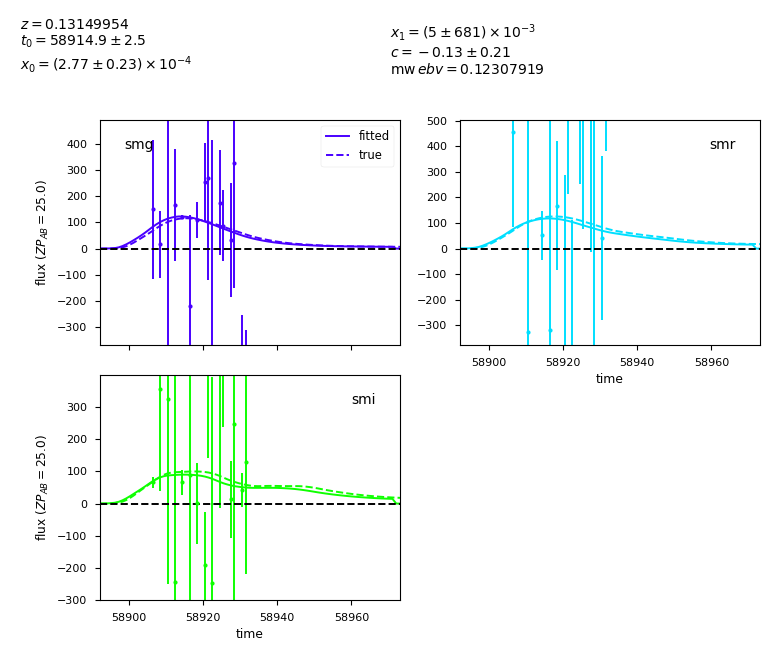 z = 0.13149954
t₀ = 58914.9 ± 2.5
x₀ = (2.77 ± 0.23) × 10⁻⁴
x₁ = (5 ± 681) × 10⁻³
c = −0.13 ± 0.21
mw ebv = 0.12307919
smg
fitted
true
400
300
200
100
0
−100
−200
−300
flux (ZP_AB = 25.0)
smr
500
400
300
200
100
0
−100
−200
−300
58900
58920
58940
58960
time
smi
300
200
100
0
−100
−200
−300
flux (ZP_AB = 25.0)
58900
58920
58940
58960
time